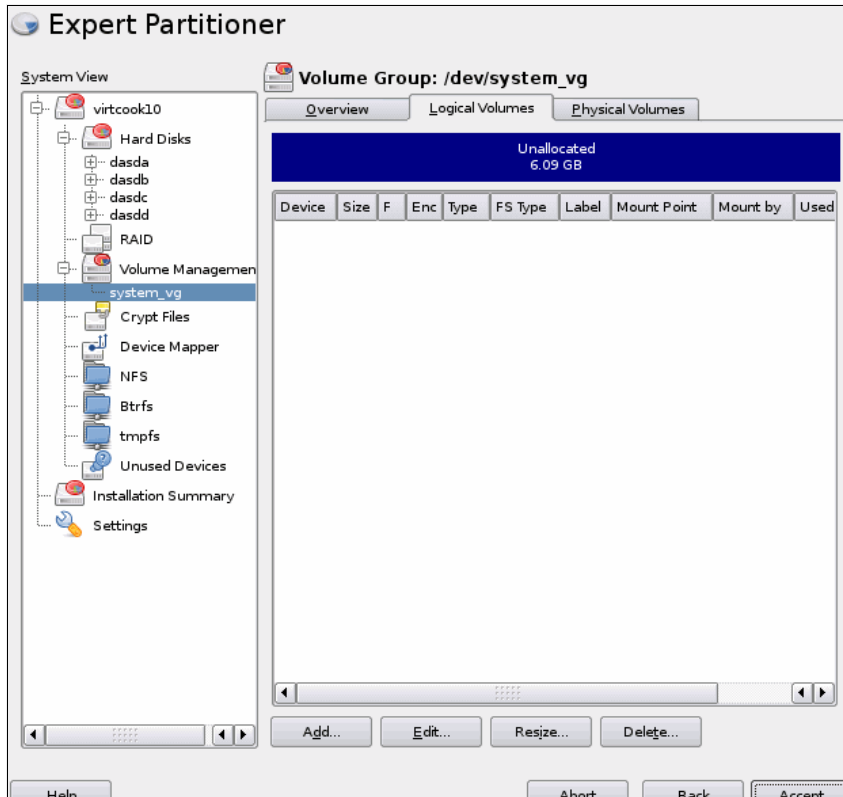 Expert Partitioner
System View
virtcook10
Hard Disks
dasda
dasdb
dasdc
dasdd
RAID
Volume Managemen
system_vg
Crypt Files
Device Mapper
NFS
Btrfs
tmpfs
Unused Devices
Installation Summary
Settings
Volume Group: /dev/system_vg
Overview Logical Volumes Physical Volumes
Unallocated
6.09 GB
Device Size F Enc Type FS Type Label Mount Point Mount by Used
Add... Edit... Resize... Delete...
Help Abort Back Accept